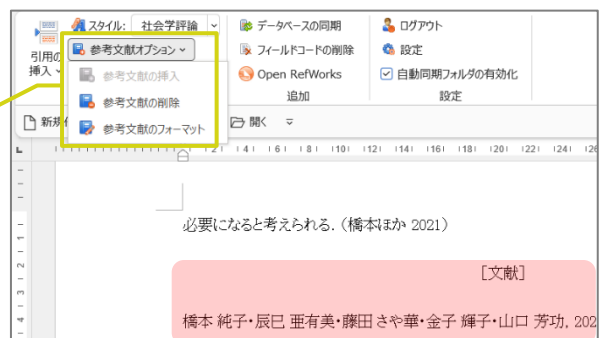 スタイル: 社会学評論
データベースの同期
ログアウト
引用の
挿入
参考文献オプション
フィールドコードの削除
設定
参考文献の挿入
Open RefWorks
自動同期フォルダの有効化
参考文献の削除
追加
設定
参考文献のフォーマット
新規
開く
必要になると考えられる.（橋本ほか 2021）
[文献]
橋本 純子・辰巳 亜有美・藤田 さや華・金子 輝子・山口 芳功, 202